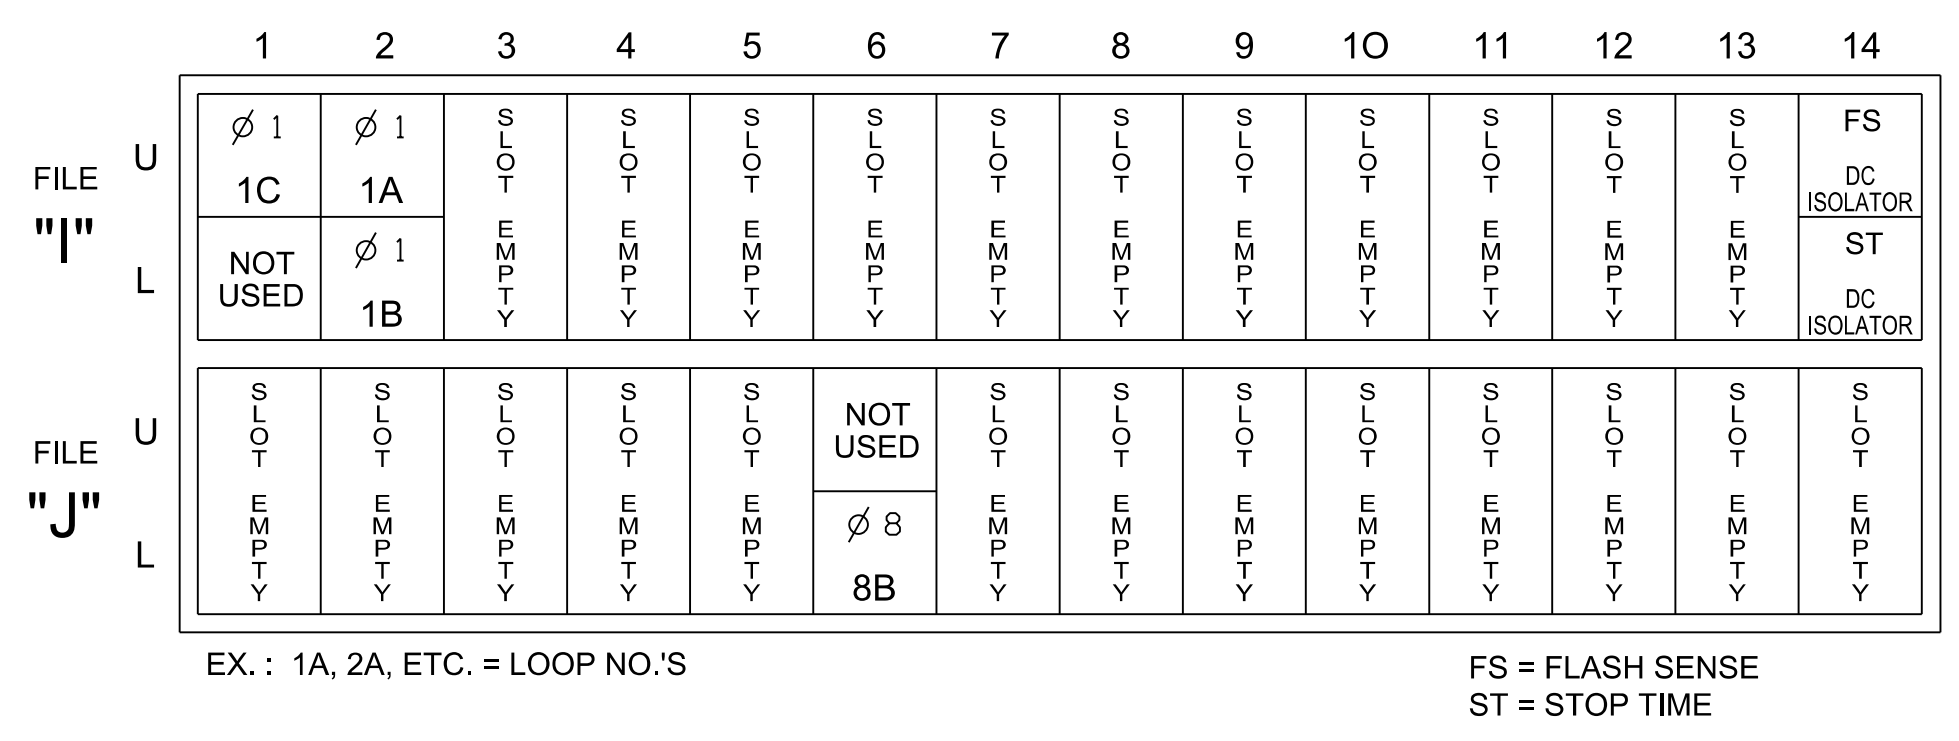 1 2 3 4 5 6 7 8 9 10 11 12 13 14
FILE "I"
U
L
Ø 1 1C
NOT USED
Ø 1 1A
Ø 1 1B
SLOT EMPTY
SLOT EMPTY
SLOT EMPTY
SLOT EMPTY
SLOT EMPTY
SLOT EMPTY
SLOT EMPTY
SLOT EMPTY
SLOT EMPTY
SLOT EMPTY
SLOT EMPTY
FS DC ISOLATOR
ST DC ISOLATOR
FILE "J"
U
L
SLOT EMPTY
SLOT EMPTY
SLOT EMPTY
SLOT EMPTY
SLOT EMPTY
NOT USED
Ø 8 8B
SLOT EMPTY
SLOT EMPTY
SLOT EMPTY
SLOT EMPTY
SLOT EMPTY
SLOT EMPTY
SLOT EMPTY
SLOT EMPTY
EX. : 1A, 2A, ETC. = LOOP NO.'S
FS = FLASH SENSE
ST = STOP TIME